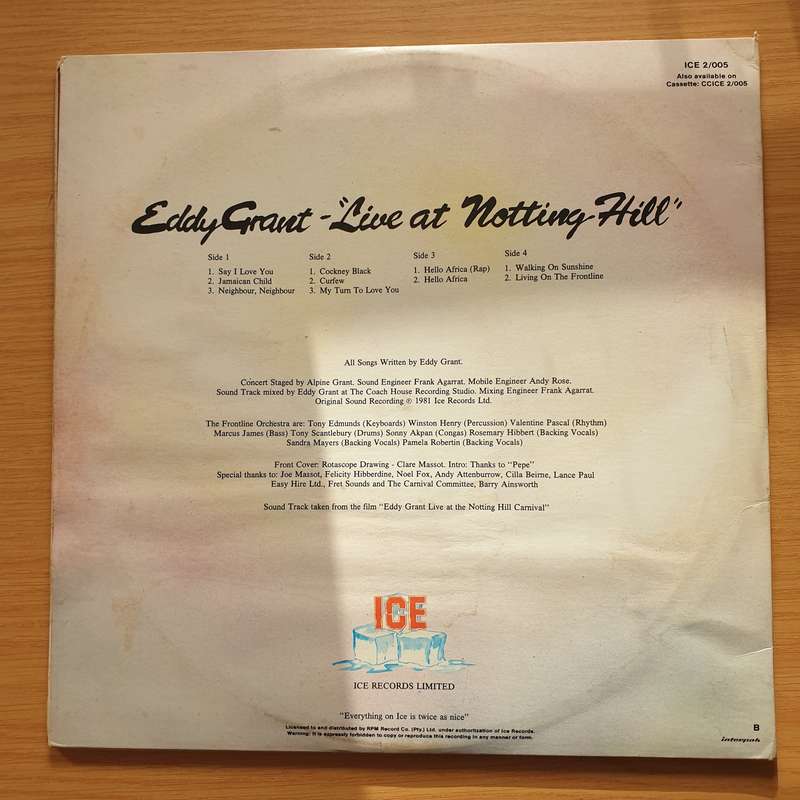 ICE 2/005
Also available on
Cassette: CCICE 2/005
Eddy Grant - "Live at Notting Hill"
Side 1
1. Say I Love You
2. Jamaican Child
3. Neighbour, Neighbour
Side 2
1. Cockney Black
2. Curfew
3. My Turn To Love You
Side 3
1. Hello Africa (Rap)
2. Hello Africa
Side 4
1. Walking On Sunshine
2. Living On The Frontline
All Songs Written by Eddy Grant.
Concert Staged by Alpine Grant. Sound Engineer Frank Agarrat. Mobile Engineer Andy Rose.
Sound Track mixed by Eddy Grant at The Coach House Recording Studio. Mixing Engineer Frank Agarrat.
Original Sound Recording ℗ 1981 Ice Records Ltd.
The Frontline Orchestra are: Tony Edmunds (Keyboards) Winston Henry (Percussion) Valentine Pascal (Rhythm)
Marcus James (Bass) Tony Scantlebury (Drums) Sonny Akpan (Congas) Rosemary Hibbert (Backing Vocals)
Sandra Mayers (Backing Vocals) Pamela Robertin (Backing Vocals)
Front Cover: Rotascope Drawing - Clare Massot. Intro: Thanks to "Pepe"
Special thanks to: Joe Massot, Felicity Hibberdine, Noel Fox, Andy Attenburrow, Cilla Beirne, Lance Paul
Easy Hire Ltd., Fret Sounds and The Carnival Committee, Barry Ainsworth
Sound Track taken from the film "Eddy Grant Live at the Notting Hill Carnival"
ICE
ICE RECORDS LIMITED
"Everything on Ice is twice as nice"
Licensed to and distributed by RPM Record Co. (Pty.) Ltd. under authorization of Ice Records.
Warning: It is expressly forbidden to copy or reproduce this recording in any manner or form.
B
interpak